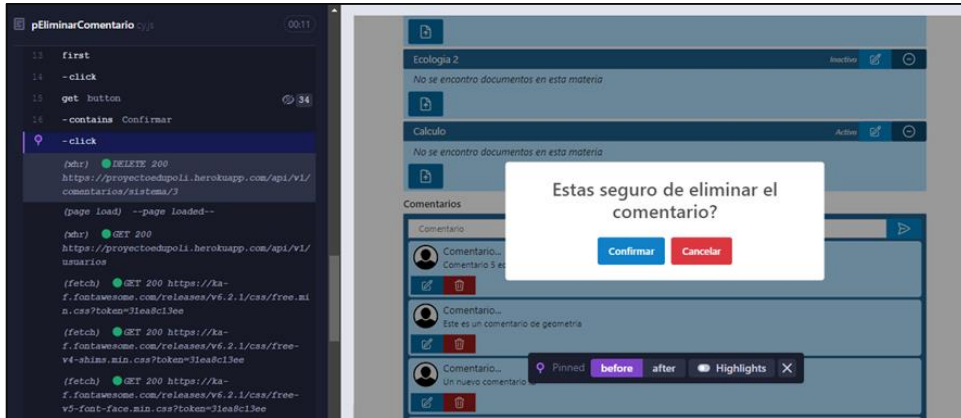 pEliminarComentario cy.js 00:11
13 first
14 -click
15 get button 34
16 -contains Confirmar
-click
(xhr) DELETE 200
https://proyectoedupoli.herokuapp.com/api/v1/
comentarios/sistema/3
(page load) --page loaded--
(xhr) GET 200
https://proyectoedupoli.herokuapp.com/api/v1/
usuarios
(fetch) GET 200 https://ka-
f.fontawesome.com/releases/v6.2.1/css/free.mi
n.css?token=31ea8c13ee
(fetch) GET 200 https://ka-
f.fontawesome.com/releases/v6.2.1/css/free-
v4-shims.min.css?token=31ea8c13ee
(fetch) GET 200 https://ka-
f.fontawesome.com/releases/v6.2.1/css/free-
v5-font-face.min.css?token=31ea8c13ee
Ecologia 2 Inactivo
No se encontro documentos en esta materia
Calculo Activo
No se encontro documentos en esta materia
Comentarios
Comentario
Comentario...
Comentario 5
Comentario...
Este es un comentario de geometria
Comentario...
Un nuevo comentario
Estas seguro de eliminar el
comentario?
Confirmar Cancelar
Pinned before after Highlights